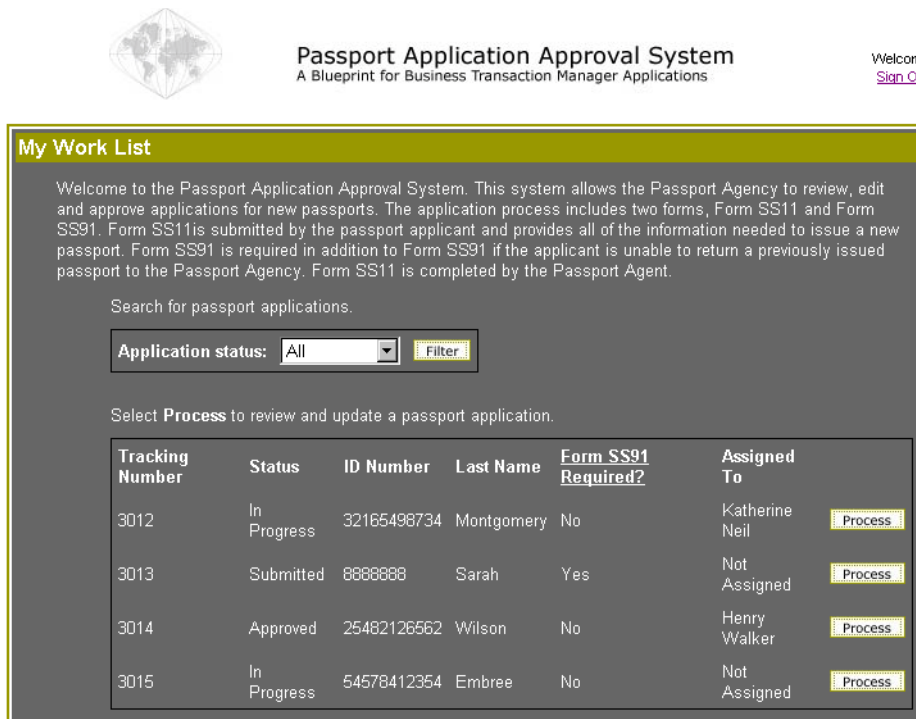 Passport Application Approval System
A Blueprint for Business Transaction Manager Applications
Welcom
Sign O
My Work List
Welcome to the Passport Application Approval System. This system allows the Passport Agency to review, edit
and approve applications for new passports. The application process includes two forms, Form SS11 and Form
SS91. Form SS11is submitted by the passport applicant and provides all of the information needed to issue a new
passport. Form SS91 is required in addition to Form SS91 if the applicant is unable to return a previously issued
passport to the Passport Agency. Form SS11 is completed by the Passport Agent.
Search for passport applications.
Application status: All Filter
Select Process to review and update a passport application.
Tracking Number Status ID Number Last Name Form SS91 Required? Assigned To
3012 In Progress 32165498734 Montgomery No Katherine Neil Process
3013 Submitted 8888888 Sarah Yes Not Assigned Process
3014 Approved 25482126562 Wilson No Henry Walker Process
3015 In Progress 54578412354 Embree No Not Assigned Process